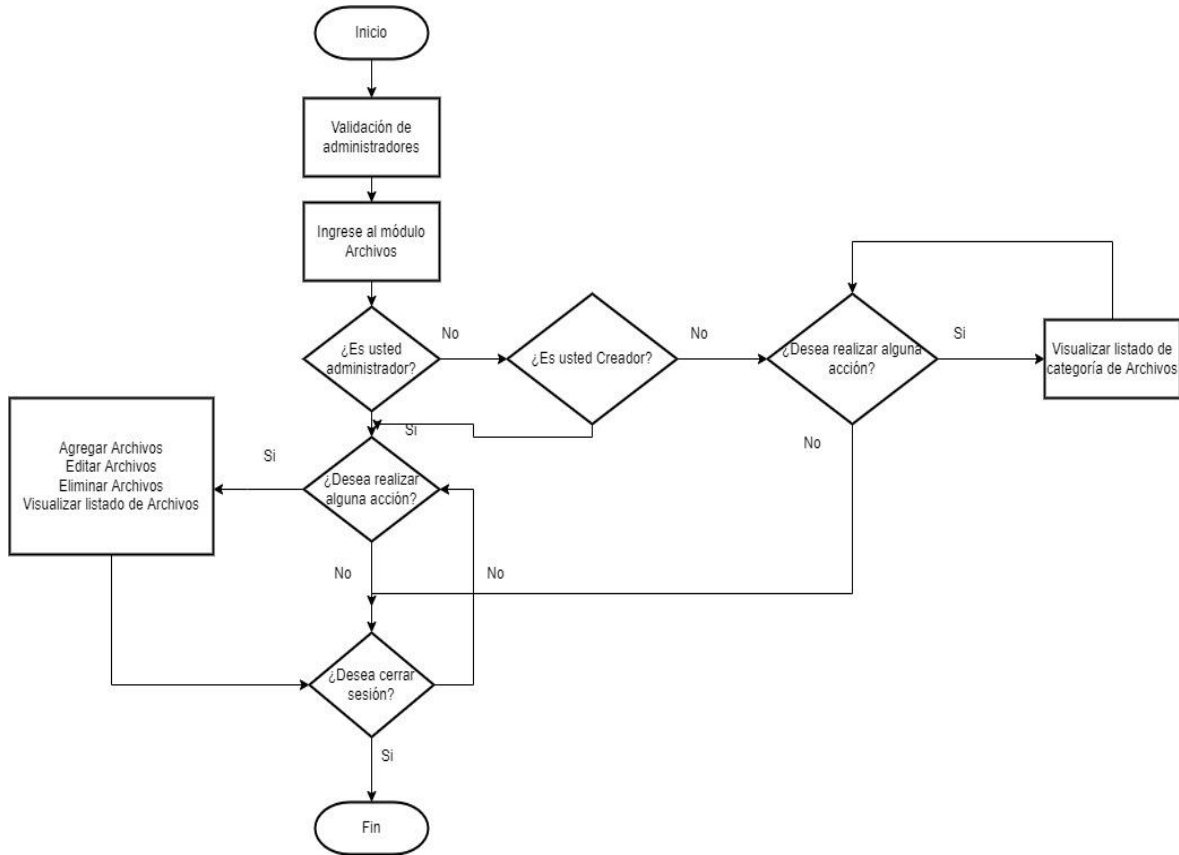 Inicio
Validación de
administradores
Ingrese al módulo
Archivos
¿Es usted
administrador?
No
¿Es usted Creador?
No
¿Desea realizar alguna
acción?
Si
Visualizar listado de
categoría de Archivos
No
Si
¿Desea realizar
alguna acción?
Si
Agregar Archivos
Editar Archivos
Eliminar Archivos
Visualizar listado de Archivos
No
No
¿Desea cerrar
sesión?
Si
Fin